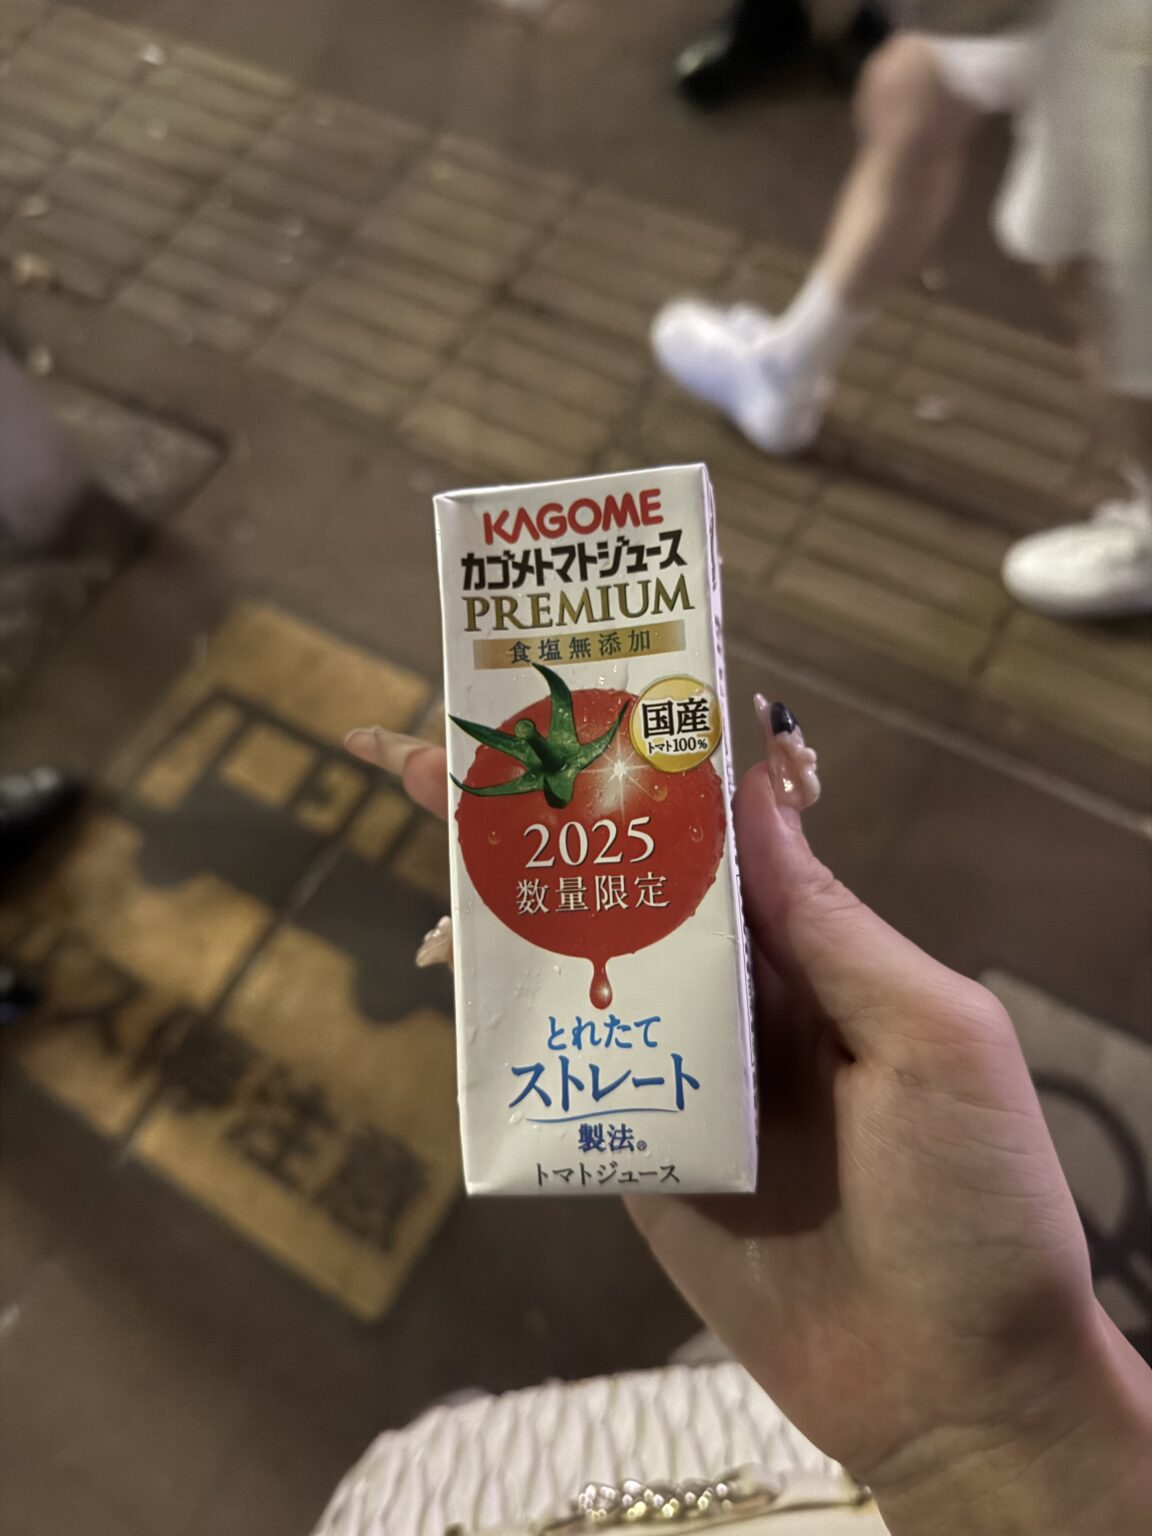 KAGOME
カゴメトマトジュース
PREMIUM
食塩無添加
国産
トマト100%
2025
数量限定
とれたて
ストレート
製法。®
トマトジュース
注意